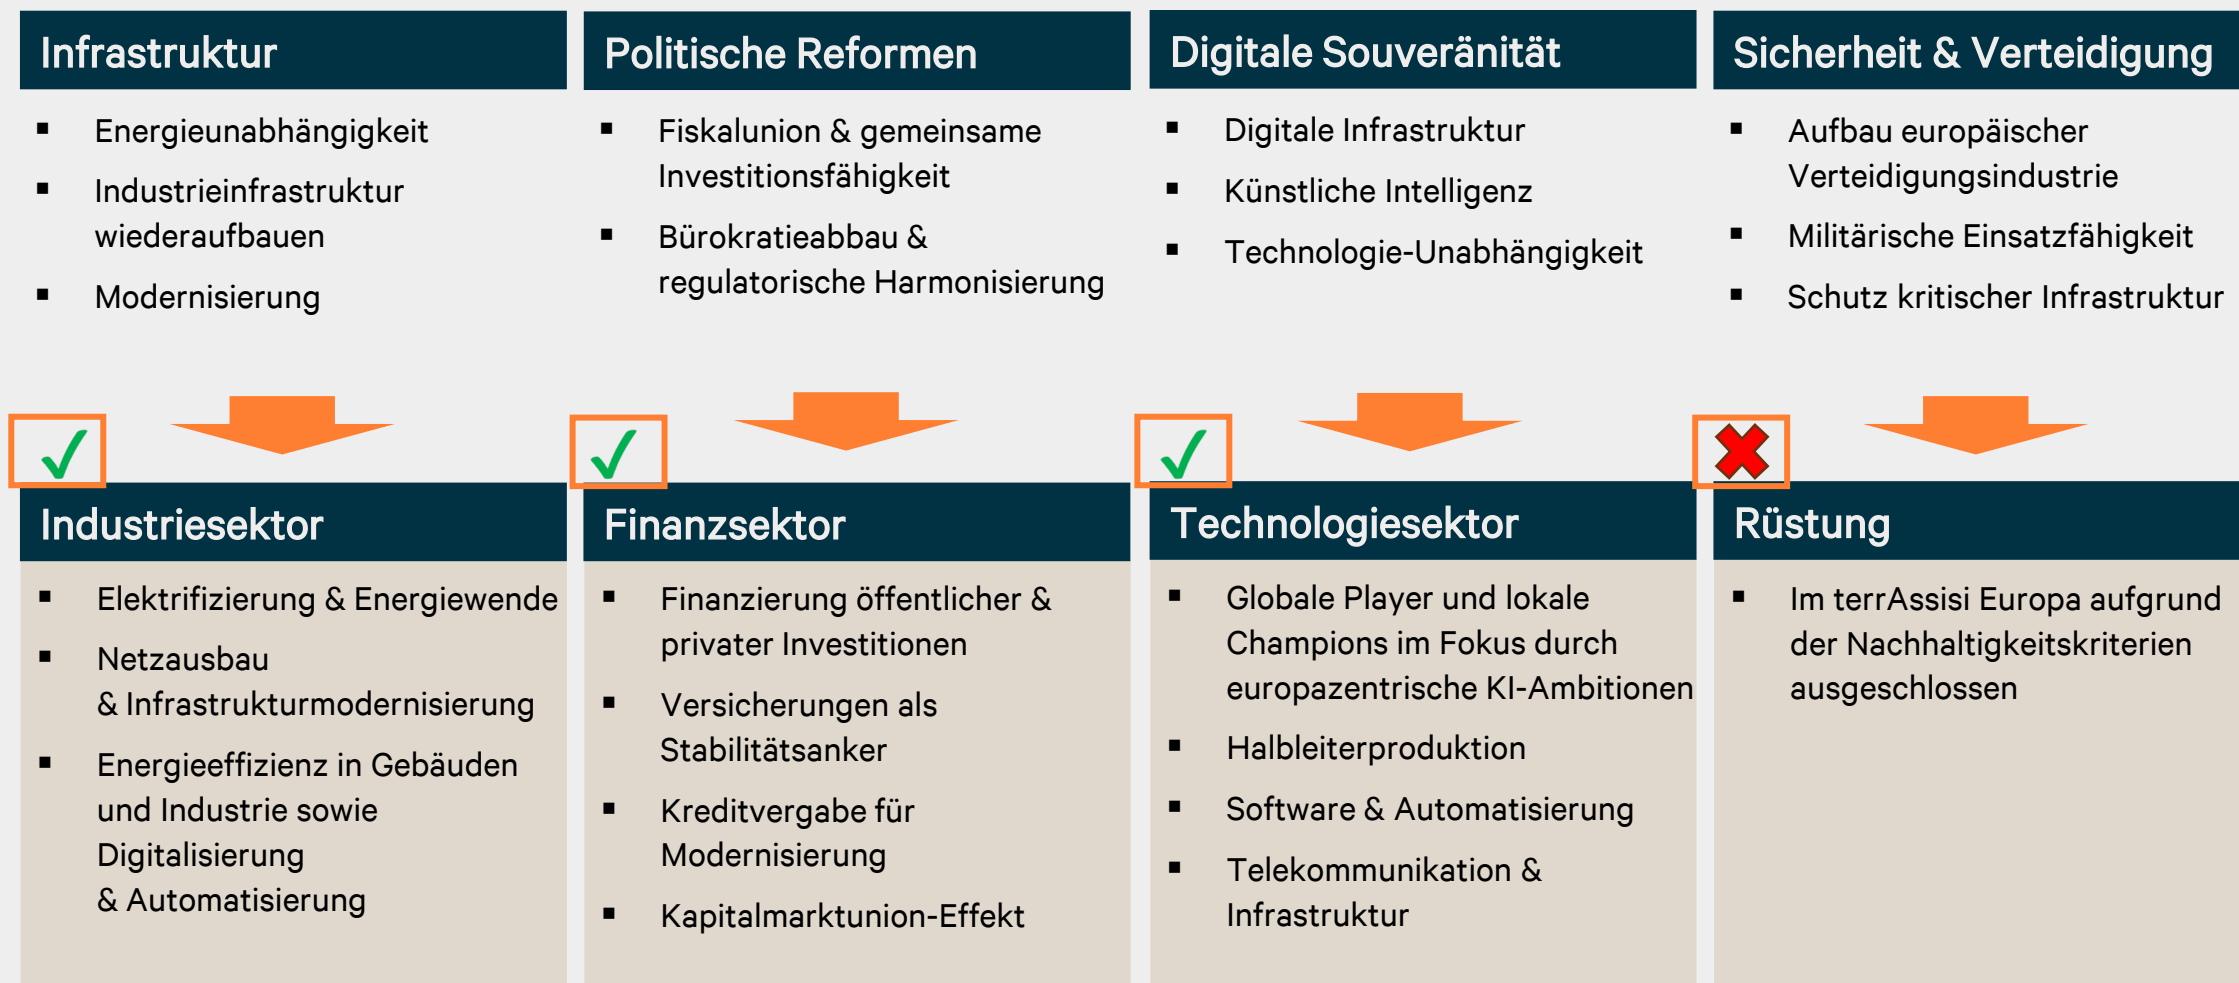 Infrastruktur
▪ Energieunabhängigkeit
▪ Industrieinfrastruktur
wiederaufbauen
▪ Modernisierung
Politische Reformen
▪ Fiskalunion & gemeinsame
Investitionsfähigkeit
▪ Bürokratieabbau &
regulatorische Harmonisierung
Digitale Souveränität
▪ Digitale Infrastruktur
▪ Künstliche Intelligenz
▪ Technologie-Unabhängigkeit
Sicherheit & Verteidigung
▪ Aufbau europäischer
Verteidigungsindustrie
▪ Militärische Einsatzfähigkeit
▪ Schutz kritischer Infrastruktur
Industriesektor
▪ Elektrifizierung & Energiewende
▪ Netzausbau
& Infrastrukturmodernisierung
▪ Energieeffizienz in Gebäuden
und Industrie sowie
Digitalisierung
& Automatisierung
Finanzsektor
▪ Finanzierung öffentlicher &
privater Investitionen
▪ Versicherungen als
Stabilitätsanker
▪ Kreditvergabe für
Modernisierung
▪ Kapitalmarktunion-Effekt
Technologiesektor
▪ Globale Player und lokale
Champions im Fokus durch
europazentrische KI-Ambitionen
▪ Halbleiterproduktion
▪ Software & Automatisierung
▪ Telekommunikation &
Infrastruktur
Rüstung
▪ Im terrAssisi Europa aufgrund
der Nachhaltigkeitskriterien
ausgeschlossen